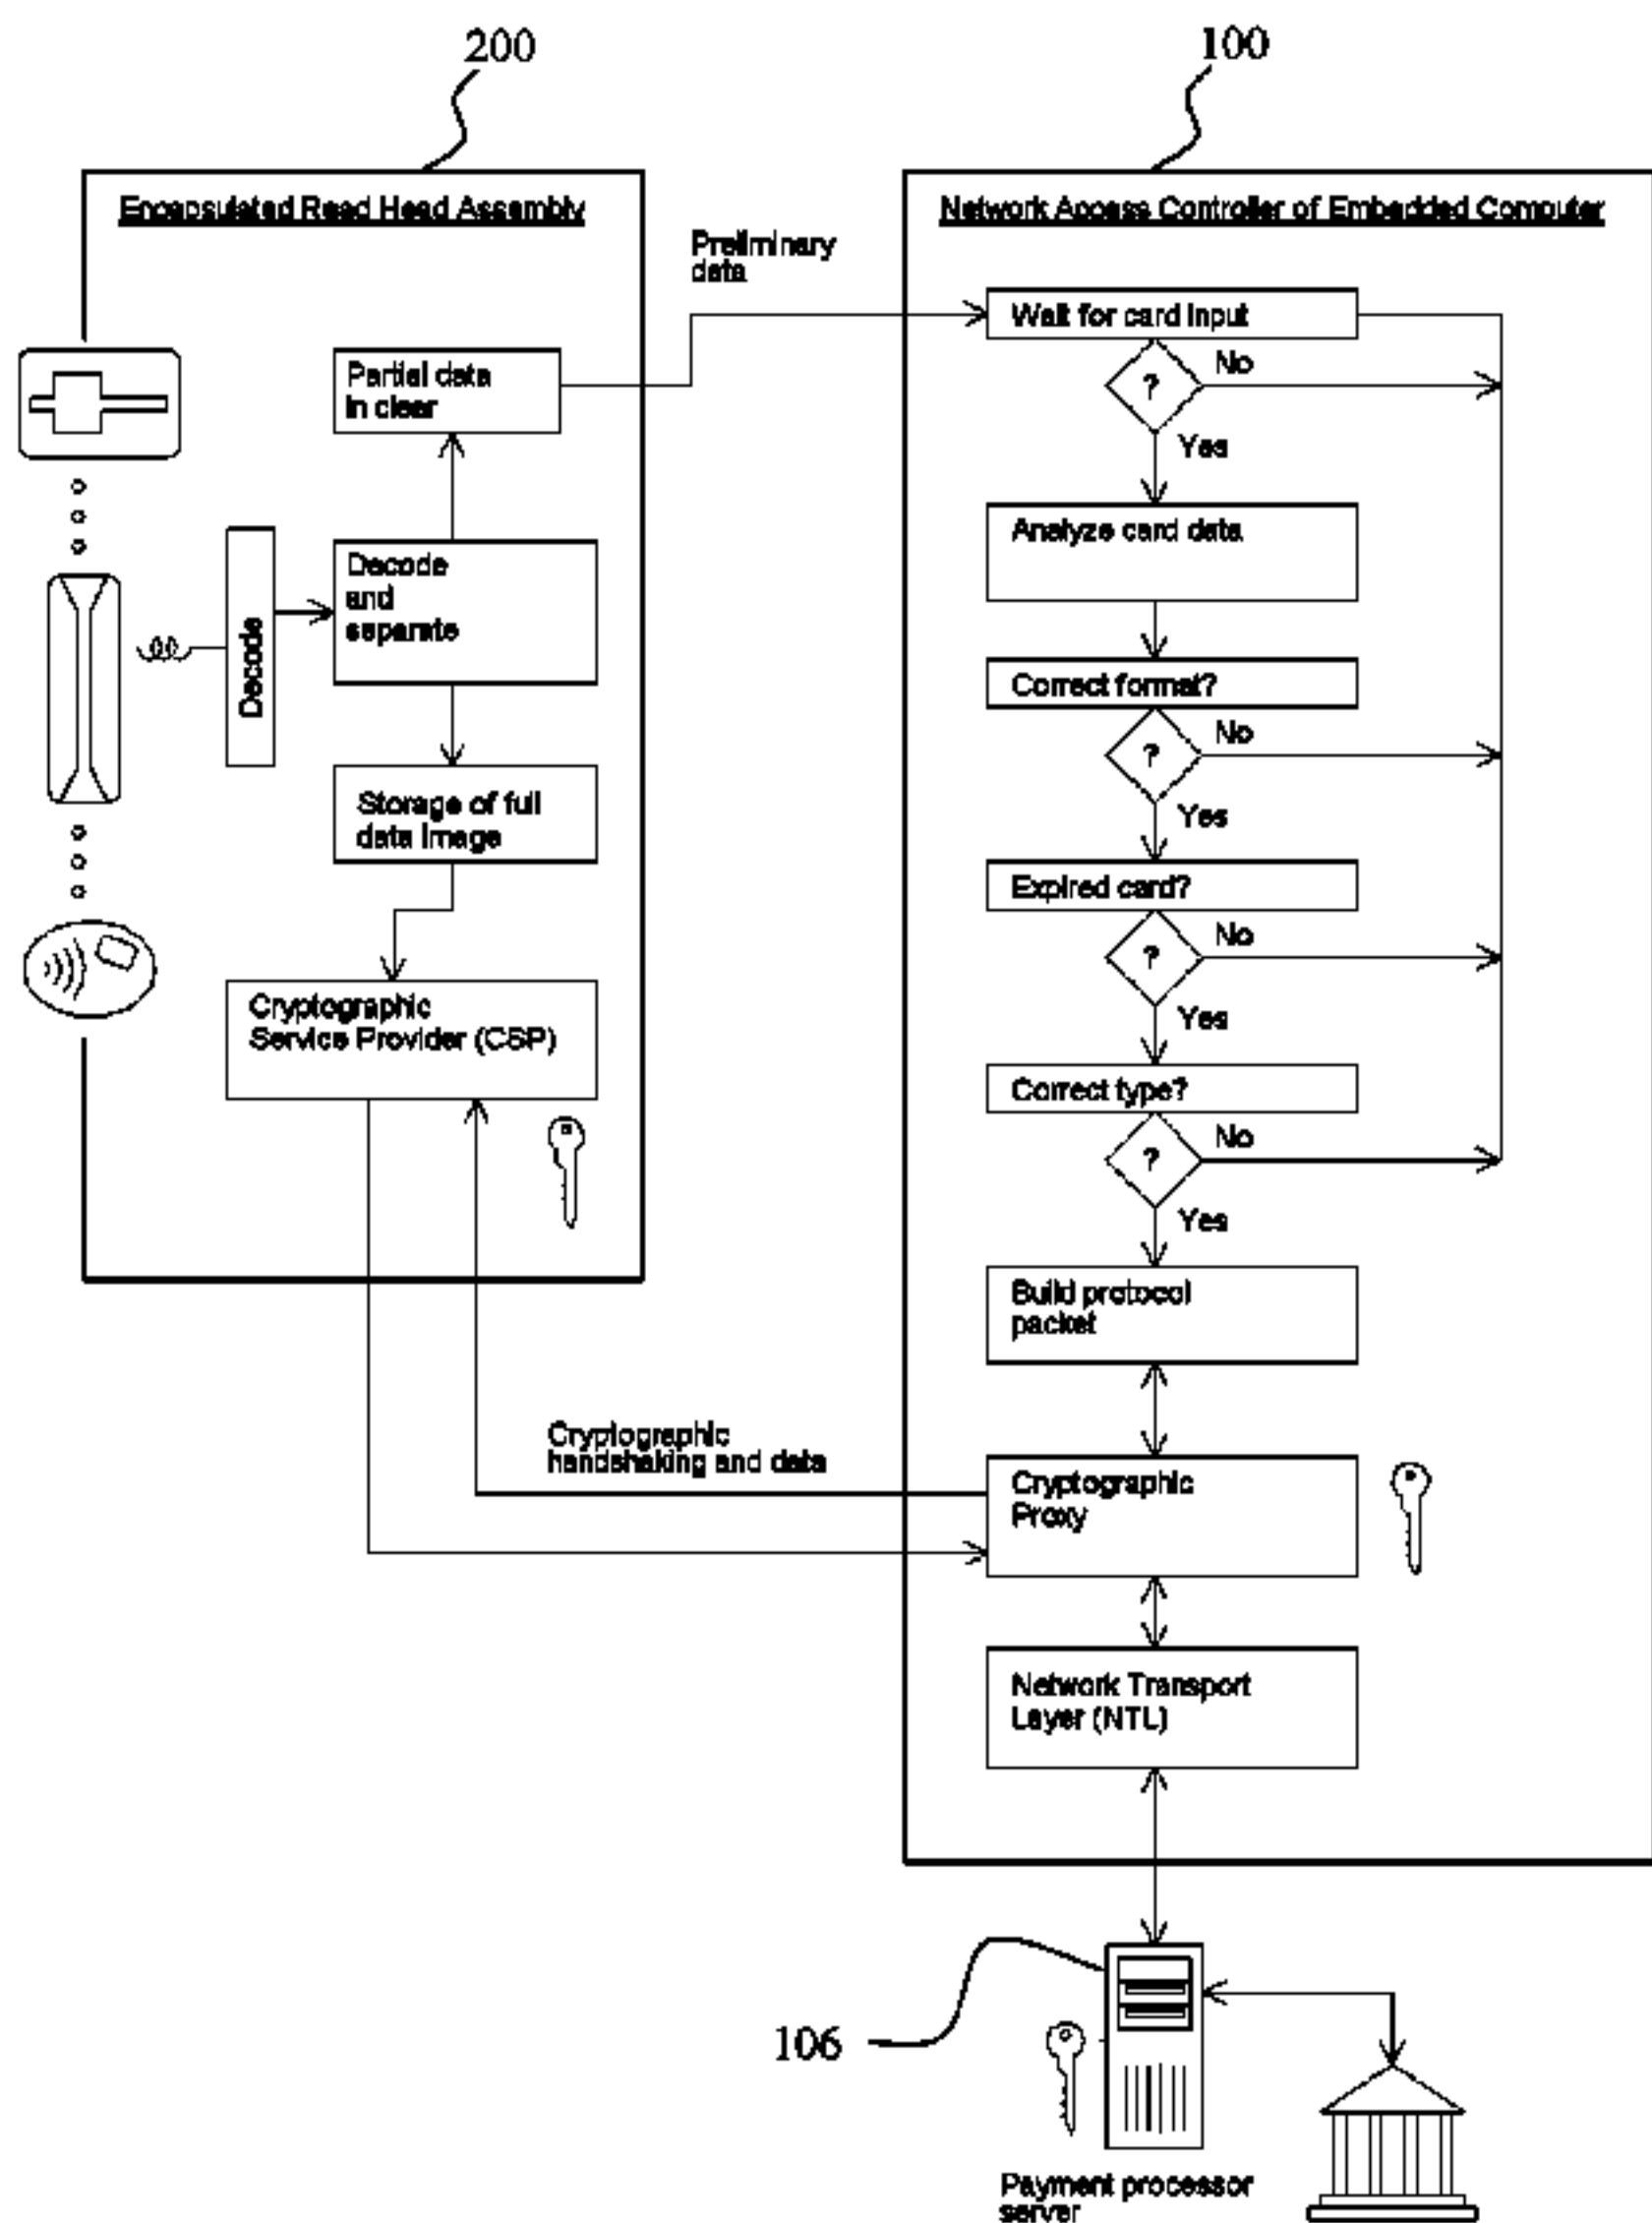 200
100
Encapsulated Read Head Assembly
Network Access Controller of Embedded Computer
Preliminary
data
Wait for card input
?
No
Yes
Partial data
in clear
Analyze card data
Decode
Decode
and
separate
Correct format?
?
No
Yes
Storage of full
data image
Expired card?
?
No
Yes
Cryptographic
Service Provider (CSP)
Correct type?
?
No
Yes
Build protocol
packet
Cryptographic
handshaking and data
Cryptographic
Proxy
Network Transport
Layer (NTL)
106
Payment processor
server